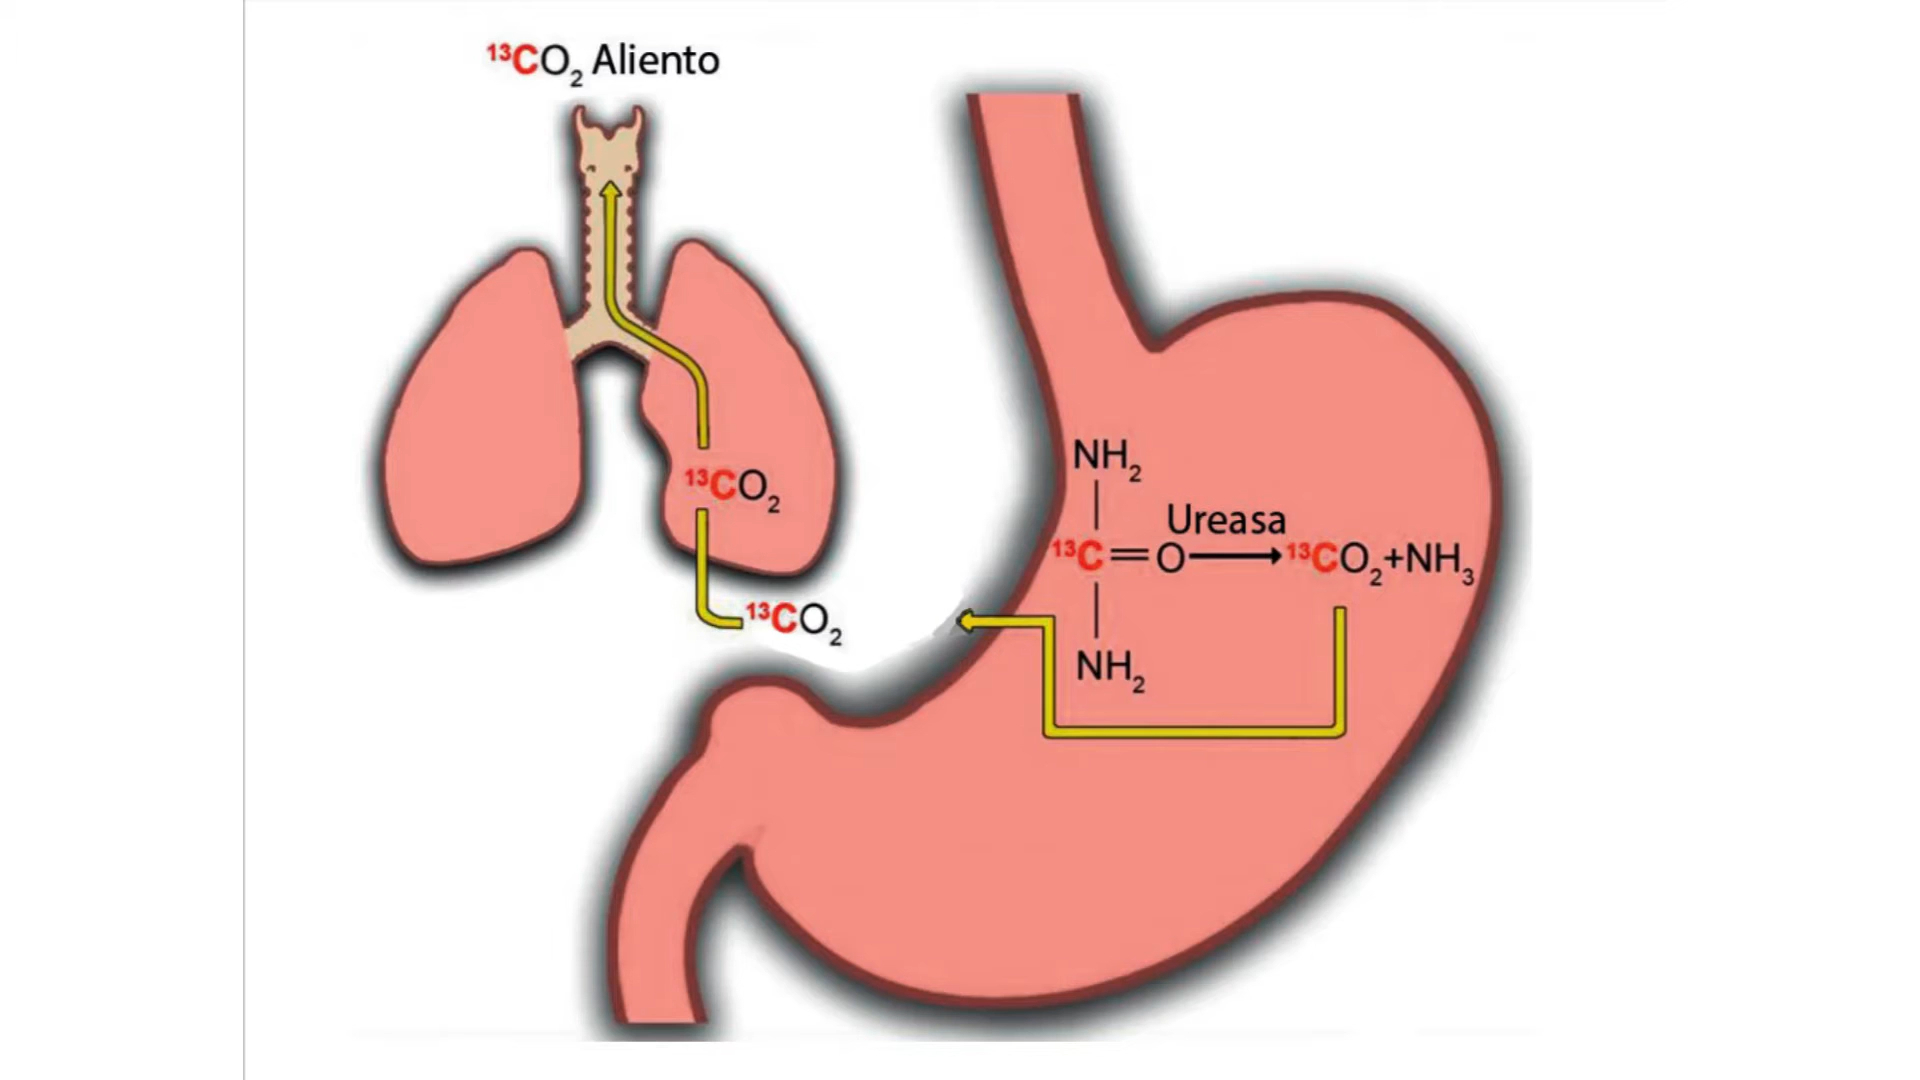 ¹³CO₂ Aliento
¹³CO₂
¹³CO₂
NH₂
Ureasa
¹³C=O→¹³CO₂+NH₃
NH₂